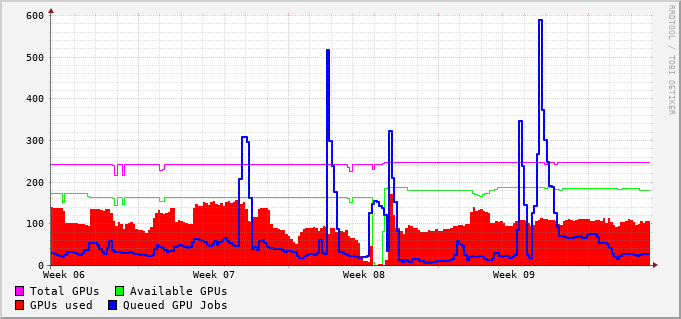 600
500
400
300
200
100
0
Week 06 Week 07 Week 08 Week 09
Total GPUs Available GPUs
GPUs used Queued GPU Jobs
RRDTOOL / TOBI OETIKER